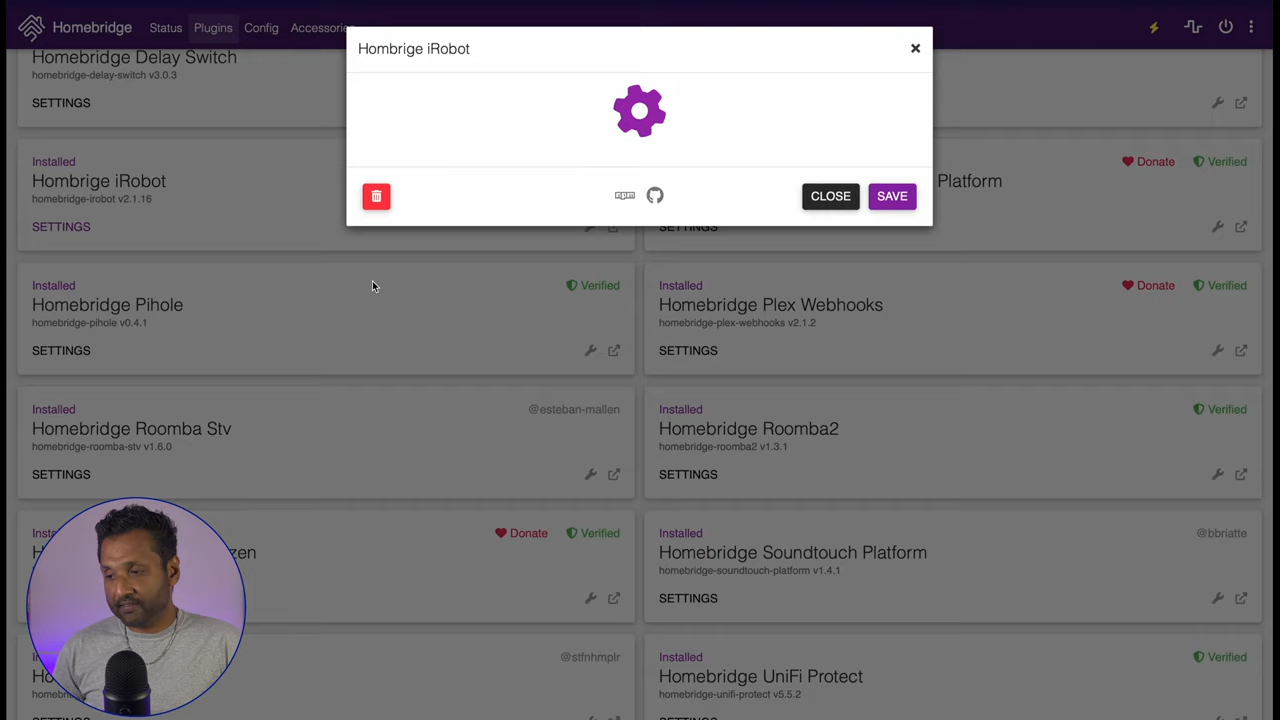 Homebridge
Status
Plugins
Config
Accessories
Hombrige iRobot
CLOSE
SAVE
Homebridge Delay Switch
homebridge-delay-switch v3.0.3
SETTINGS
Installed
Hombrige iRobot
homebridge-irobot v2.1.16
SETTINGS
Donate
Verified
Platform
SETTINGS
Installed
Verified
Homebridge Pihole
homebridge-pihole v0.4.1
SETTINGS
Installed
Donate
Verified
Homebridge Plex Webhooks
homebridge-plex-webhooks v2.1.2
SETTINGS
Installed
@esteban-mallen
Homebridge Roomba Stv
homebridge-roomba-stv v1.6.0
SETTINGS
Installed
Verified
Homebridge Roomba2
homebridge-roomba2 v1.3.1
SETTINGS
Donate
Verified
zen
Installed
@bbriatte
Homebridge Soundtouch Platform
homebridge-soundtouch-platform v1.4.1
SETTINGS
@stfnhmplr
Installed
Verified
Homebridge UniFi Protect
homebridge-unifi-protect v5.5.2